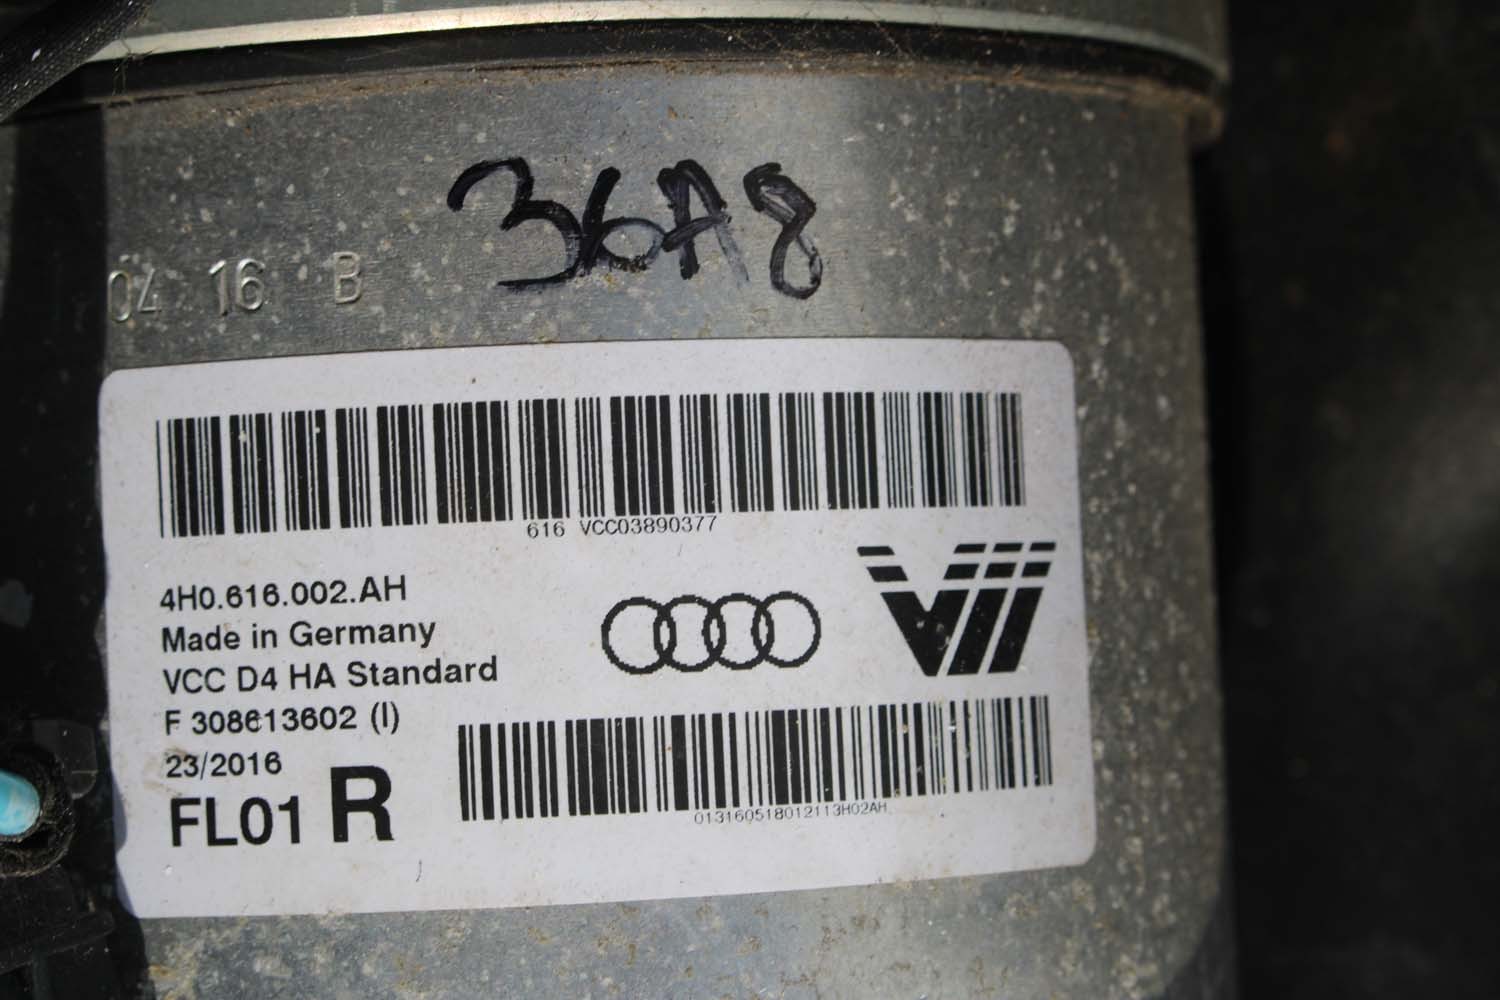 36A8
04 16 B
616 VCC03890377
4H0.616.002.AH
Made in Germany
VCC D4 HA Standard
F 308613602 (I)
23/2016
FL01 R
013160518012113H02AH